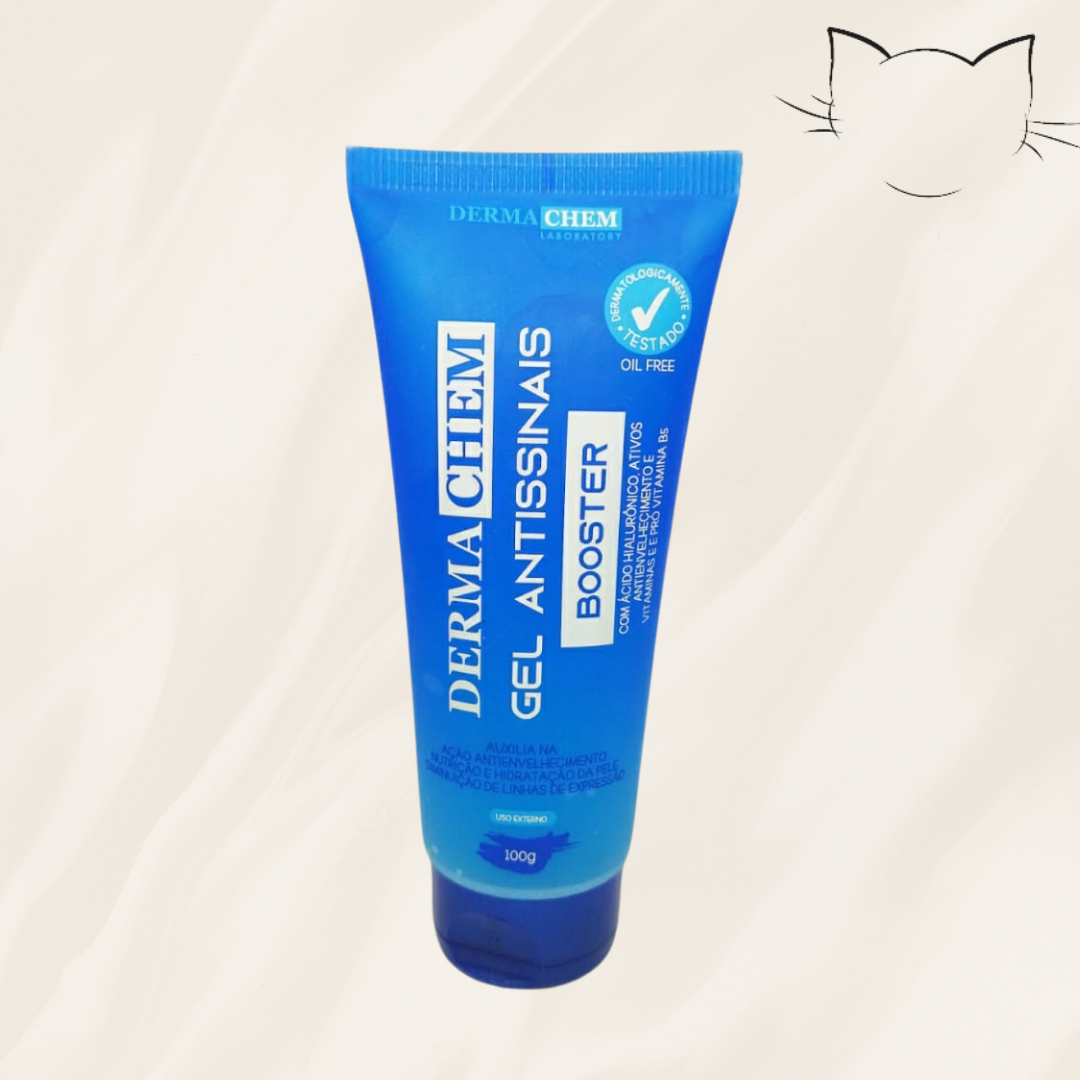 DERMA CHEM
LABORATORY
DERMATOLOGICAMENTE
TESTADO
OIL FREE
DERMA CHEM
GEL ANTISSINAIS
BOOSTER
COM ÁCIDO HIALURÔNICO, ATIVOS
ANTIENVELHECIMENTO E
VITAMINAS E E PRÓ VITAMINA B5
AUXILIA NA:
AÇÃO ANTIENVELHECIMENTO
NUTRIÇÃO E HIDRATAÇÃO DA PELE
DIMINUIÇÃO DE LINHAS DE EXPRESSÃO
USO EXTERNO
100g